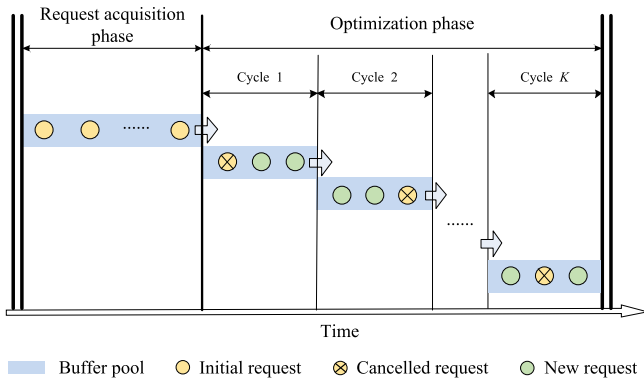 Request acquisition
phase
Optimization phase
Cycle 1
Cycle 2
Cycle K
......
......
Time
Buffer pool
Initial request
Cancelled request
New request